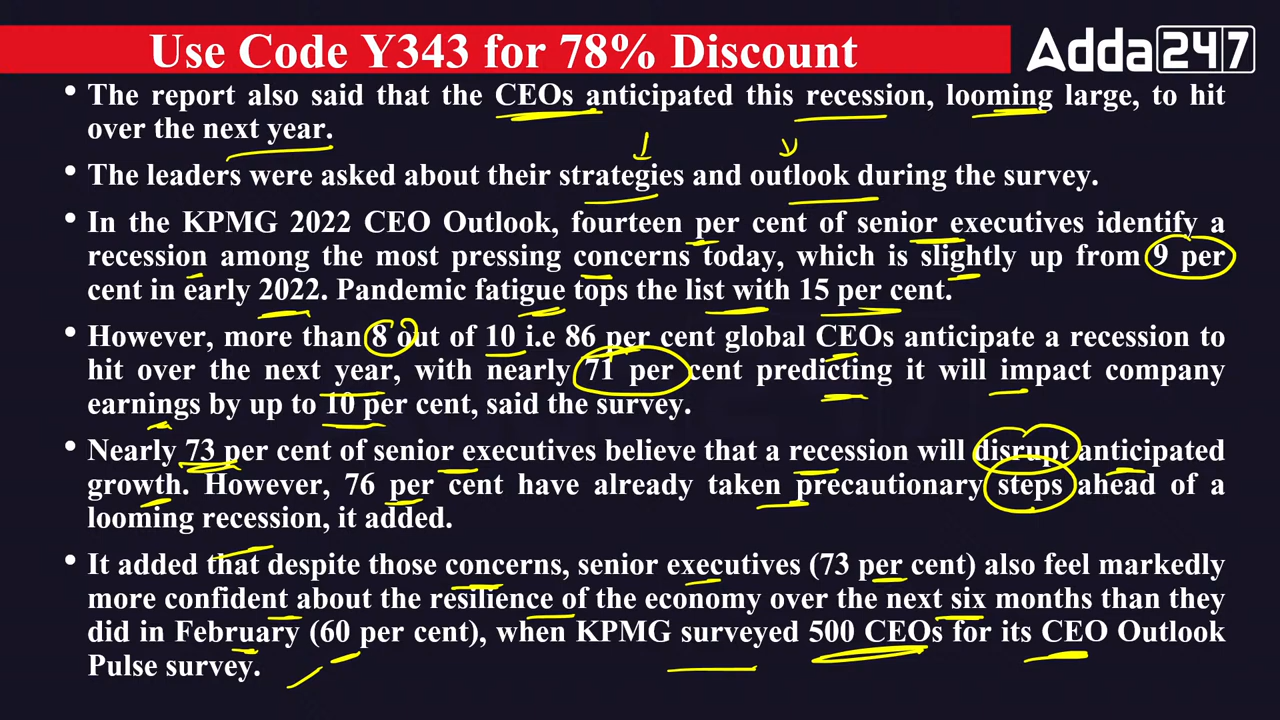 Use Code Y343 for 78% Discount
Adda247
• The report also said that the CEOs anticipated this recession, looming large, to hit
over the next year.
• The leaders were asked about their strategies and outlook during the survey.
• In the KPMG 2022 CEO Outlook, fourteen per cent of senior executives identify a
recession among the most pressing concerns today, which is slightly up from 9 per
cent in early 2022. Pandemic fatigue tops the list with 15 per cent.
• However, more than 8 out of 10 i.e 86 per cent global CEOs anticipate a recession to
hit over the next year, with nearly 71 per cent predicting it will impact company
earnings by up to 10 per cent, said the survey.
• Nearly 73 per cent of senior executives believe that a recession will disrupt anticipated
growth. However, 76 per cent have already taken precautionary steps ahead of a
looming recession, it added.
• It added that despite those concerns, senior executives (73 per cent) also feel markedly
more confident about the resilience of the economy over the next six months than they
did in February (60 per cent), when KPMG surveyed 500 CEOs for its CEO Outlook
Pulse survey.